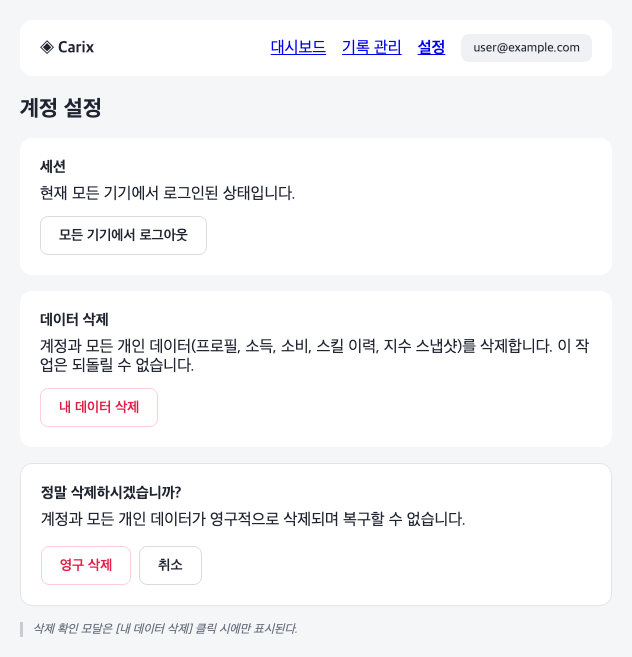 ◈ Carix
대시보드 기록 관리 설정 user@example.com
계정 설정
세션
현재 모든 기기에서 로그인된 상태입니다.
모든 기기에서 로그아웃
데이터 삭제
계정과 모든 개인 데이터(프로필, 소득, 소비, 스킬 이력, 지수 스냅샷)를 삭제합니다. 이 작
업은 되돌릴 수 없습니다.
내 데이터 삭제
정말 삭제하시겠습니까?
계정과 모든 개인 데이터가 영구적으로 삭제되며 복구할 수 없습니다.
영구 삭제 취소
삭제 확인 모달은 [내 데이터 삭제] 클릭 시에만 표시된다.